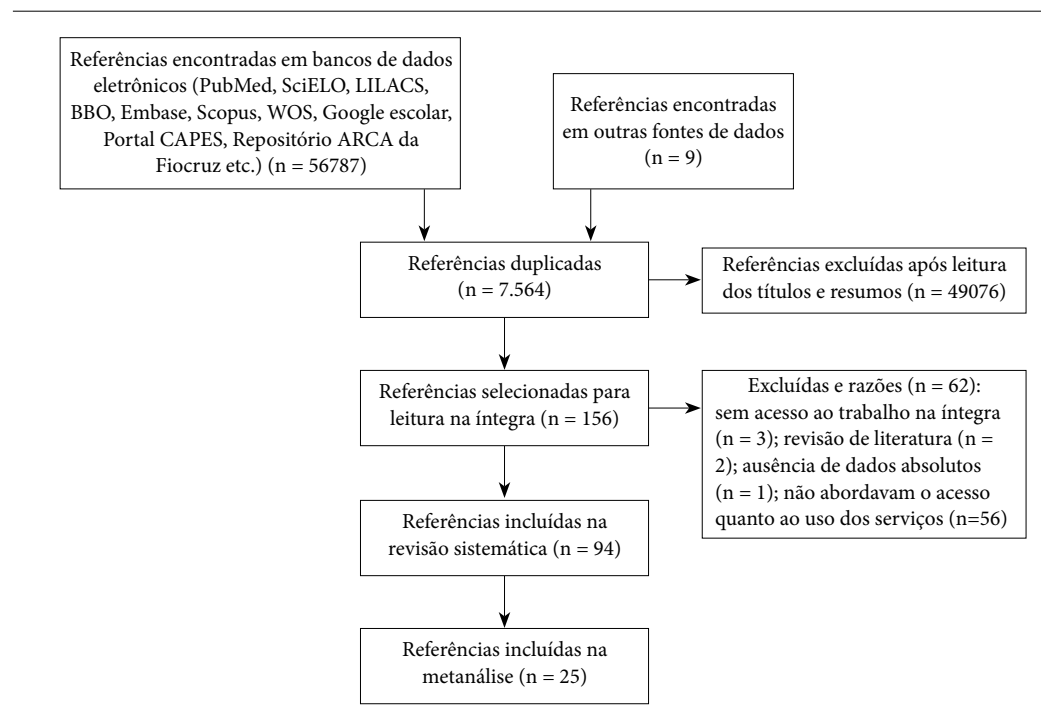 Referências encontradas em bancos de dados
eletrônicos (PubMed, SciELO, LILACS,
BBO, Embase, Scopus, WOS, Google escolar,
Portal CAPES, Repositório ARCA da
Fiocruz etc.) (n = 56787)
Referências encontradas
em outras fontes de dados
(n = 9)
Referências duplicadas
(n = 7.564)
Referências excluídas após leitura
dos títulos e resumos (n = 49076)
Referências selecionadas para
leitura na íntegra (n = 156)
Excluídas e razões (n = 62):
sem acesso ao trabalho na íntegra
(n = 3); revisão de literatura (n =
2); ausência de dados absolutos
(n = 1); não abordavam o acesso
quanto ao uso dos serviços (n=56)
Referências incluídas na
revisão sistemática (n = 94)
Referências incluídas na
metanálise (n = 25)